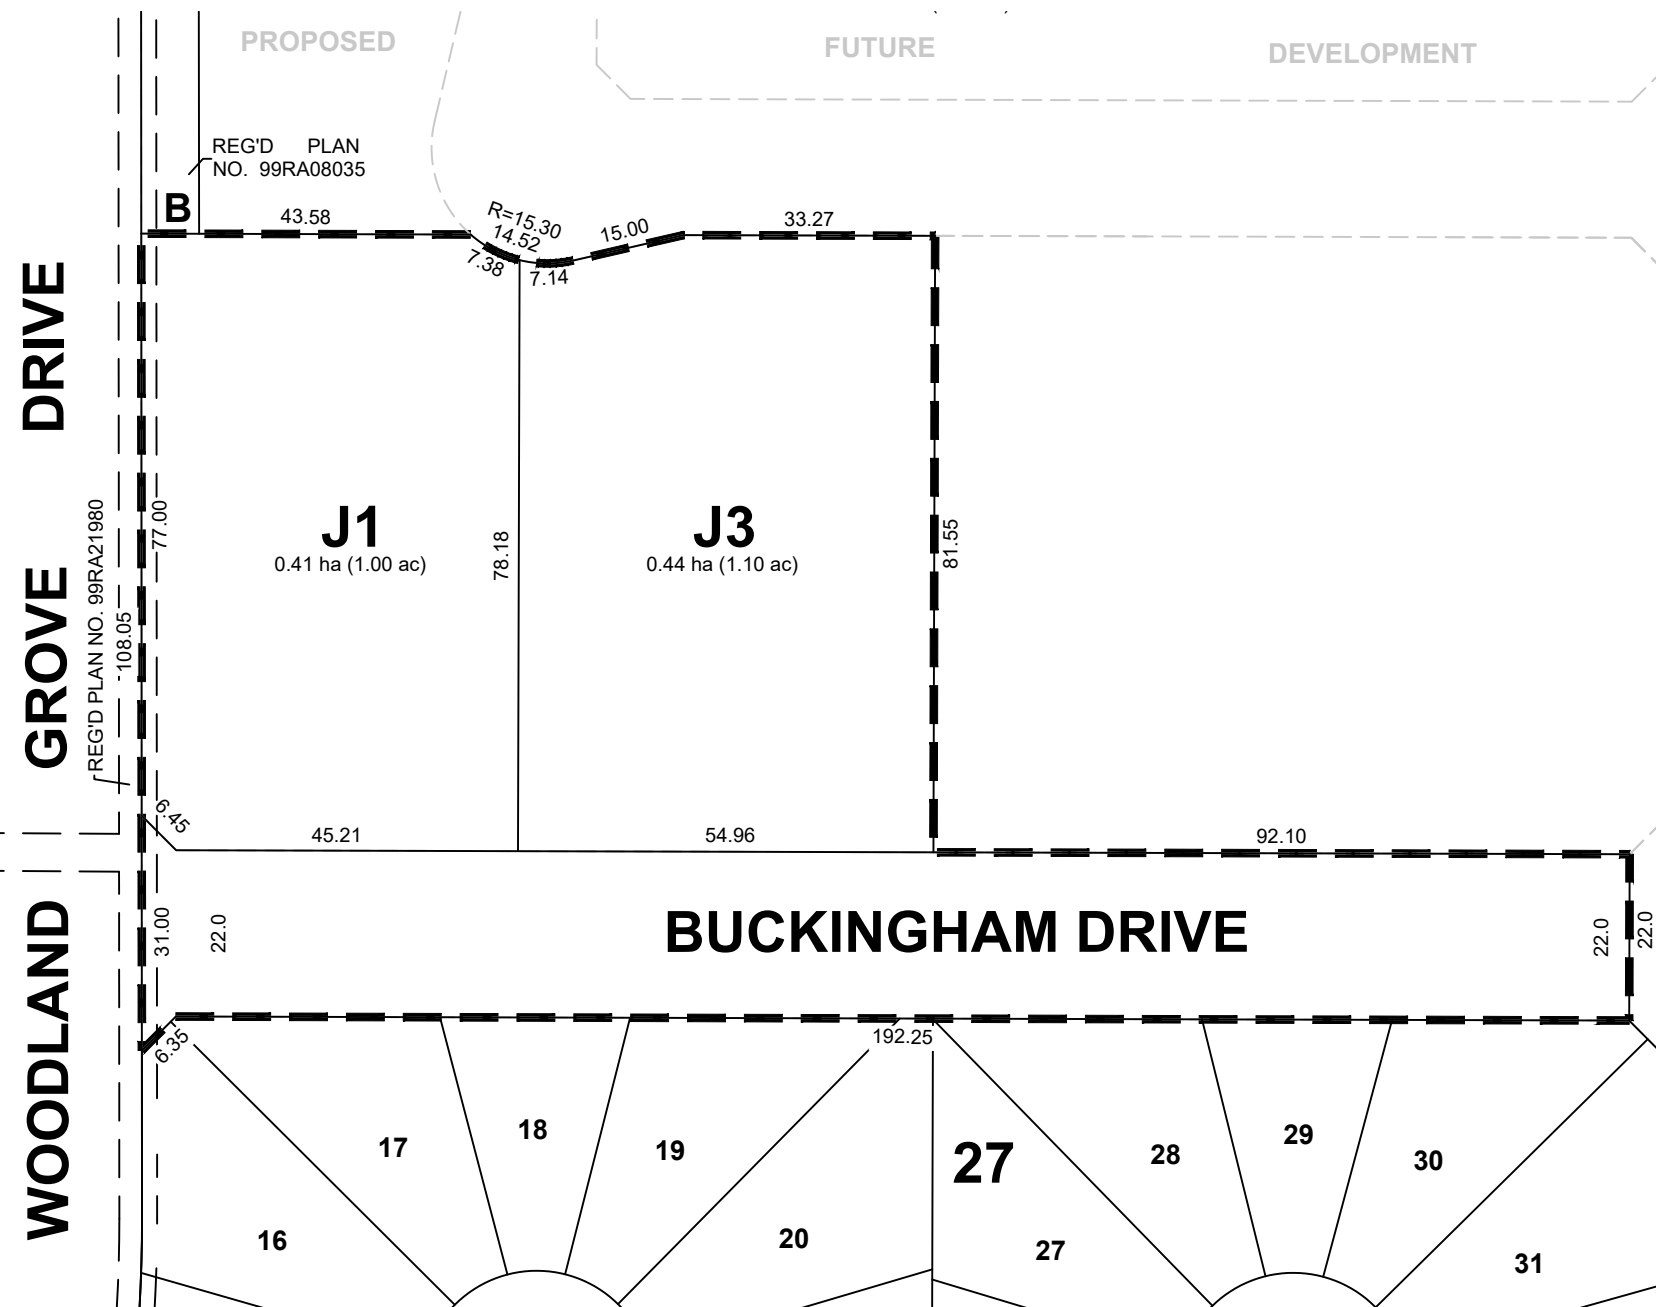 PROPOSED
FUTURE
DEVELOPMENT
REG'D PLAN
NO. 99RA08035
B
43.58
R=15.30
14.52
7.38
7.14
15.00
33.27
WOODLAND GROVE DRIVE
REG'D PLAN NO. 99RA21980
108.05
77.00
J1
0.41 ha (1.00 ac)
78.18
J3
0.44 ha (1.10 ac)
81.55
6.45
45.21
54.96
92.10
31.00
22.0
BUCKINGHAM DRIVE
22.0
22.0
6.35
192.25
17
18
19
27
28
29
30
16
20
27
31